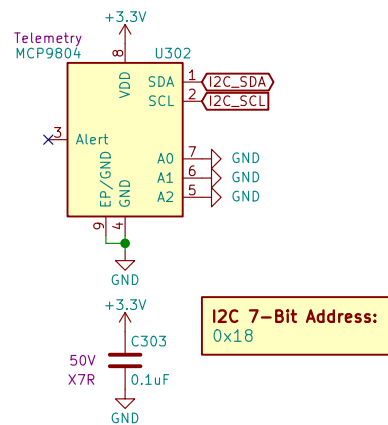 +3.3V
Telemetry
MCP9804
8
U302
VDD
SDA 1 I2C_SDA
SCL 2 I2C_SCL
3 Alert
A0 7 GND
A1 6 GND
A2 5 GND
EP/GND
GND
9
4
GND
+3.3V
C303
50V
X7R
0.1uF
GND
I2C 7-Bit Address:
0x18